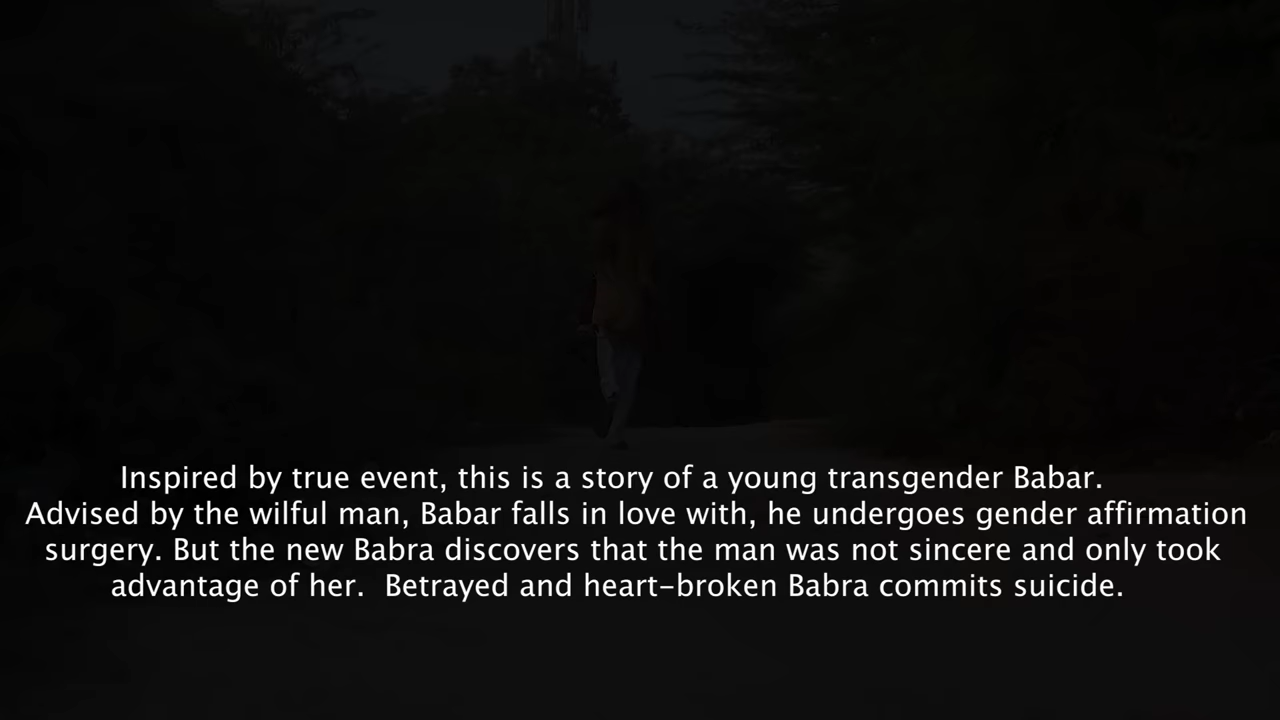 Inspired by true event, this is a story of a young transgender Babar.
Advised by the wilful man, Babar falls in love with, he undergoes gender affirmation
surgery. But the new Babra discovers that the man was not sincere and only took
advantage of her.  Betrayed and heart-broken Babra commits suicide.